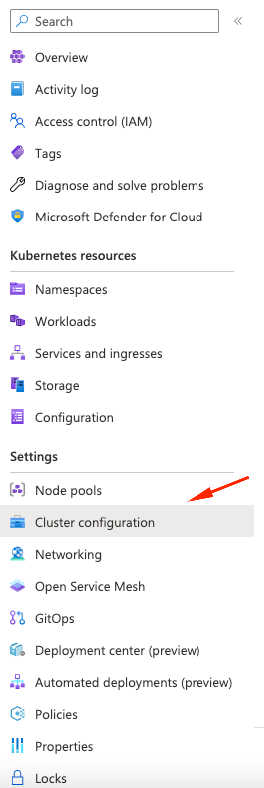 Search
Overview
Activity log
Access control (IAM)
Tags
Diagnose and solve problems
Microsoft Defender for Cloud
Kubernetes resources
Namespaces
Workloads
Services and ingresses
Storage
Configuration
Settings
Node pools
Cluster configuration
Networking
Open Service Mesh
GitOps
Deployment center (preview)
Automated deployments (preview)
Policies
Properties
Locks